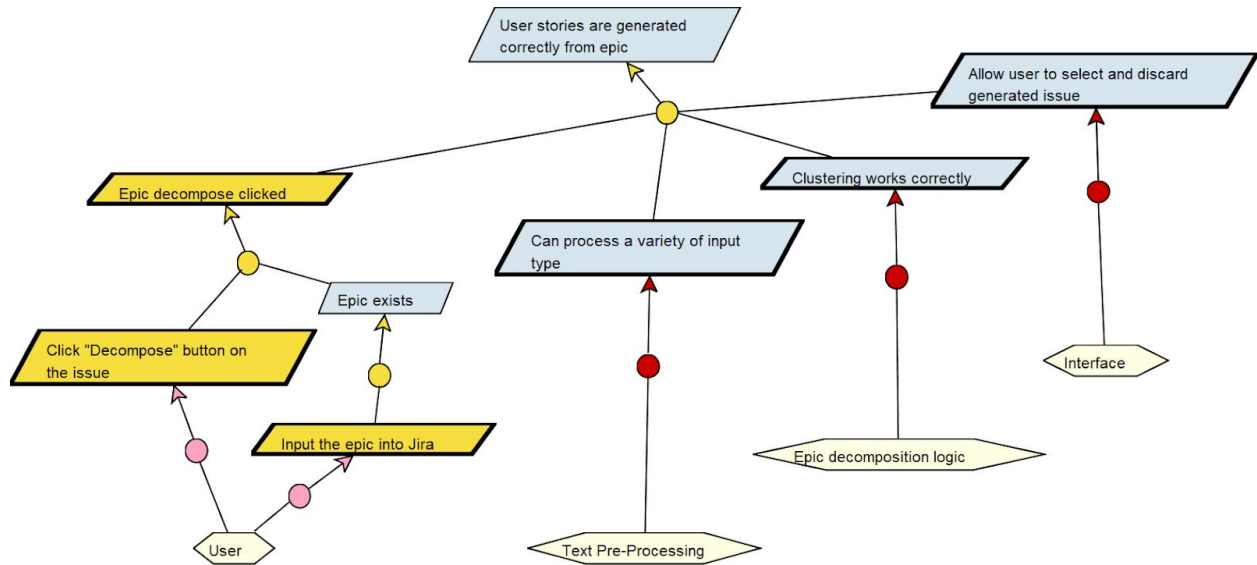 User stories are generated
correctly from epic
Allow user to select and discard
generated issue
Epic decompose clicked
Clustering works correctly
Can process a variety of input
type
Epic exists
Click "Decompose" button on
the issue
Interface
Input the epic into Jira
Epic decomposition logic
User
Text Pre-Processing